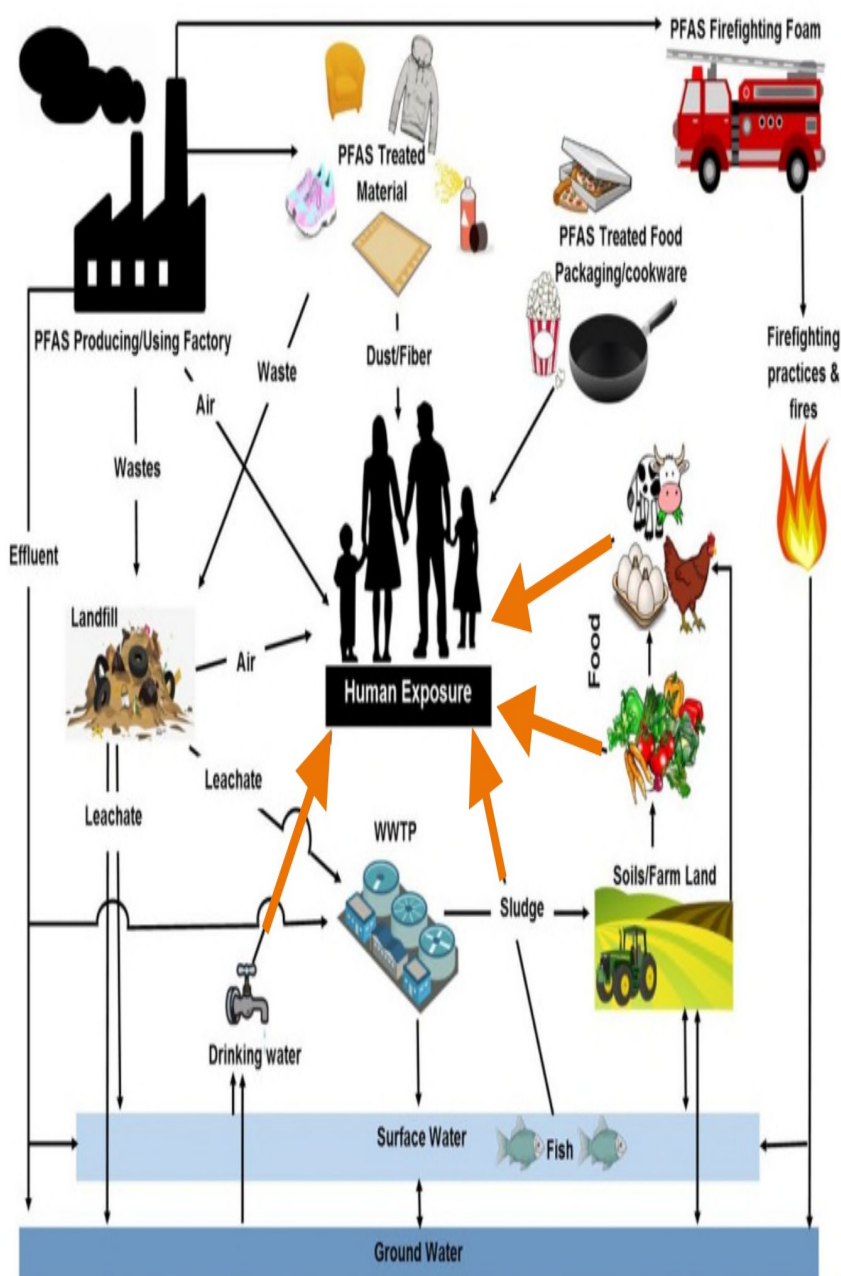 PFAS Firefighting Foam
PFAS Treated
Material
PFAS Treated Food
Packaging/cookware
PFAS Producing/Using Factory
Firefighting
practices &
fires
Waste
Dust/Fiber
Air
Wastes
Effluent
Landfill
Air
Food
Human Exposure
Leachate
Leachate
WWTP
Soils/Farm Land
Sludge
Drinking water
Surface Water
Fish
Ground Water